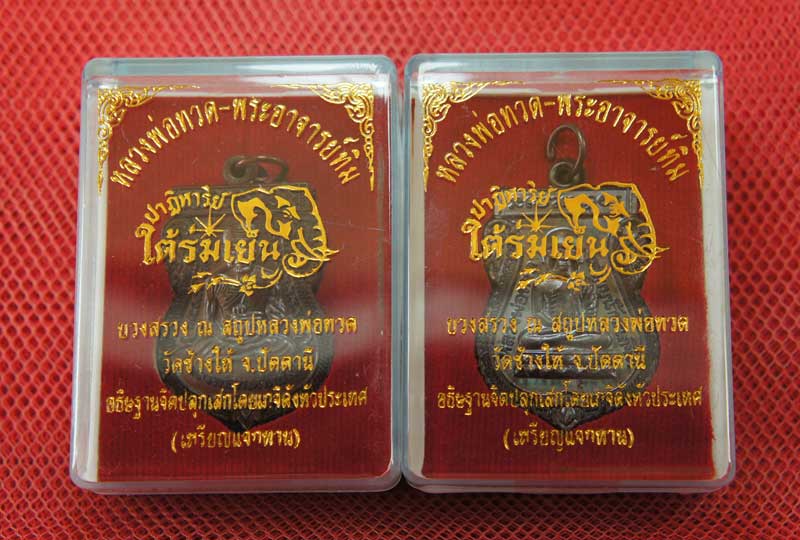 หลวงพ่อทวด-พระอาจารย์ทิม
ปาฏิหาริย์
ใต้ร่มเย็น
บวงสรวง ณ สถูปหลวงพ่อทวด
วัดช้างให้ จ.ปัตตานี
อธิษฐานจิตปลุกเสกโดยเกจิดังทั่วประเทศ
(เหรียญแจกทาน)
หลวงพ่อทวด-พระอาจารย์ทิม
ปาฏิหาริย์
ใต้ร่มเย็น
บวงสรวง ณ สถูปหลวงพ่อทวด
วัดช้างให้ จ.ปัตตานี
อธิษฐานจิตปลุกเสกโดยเกจิดังทั่วประเทศ
(เหรียญแจกทาน)